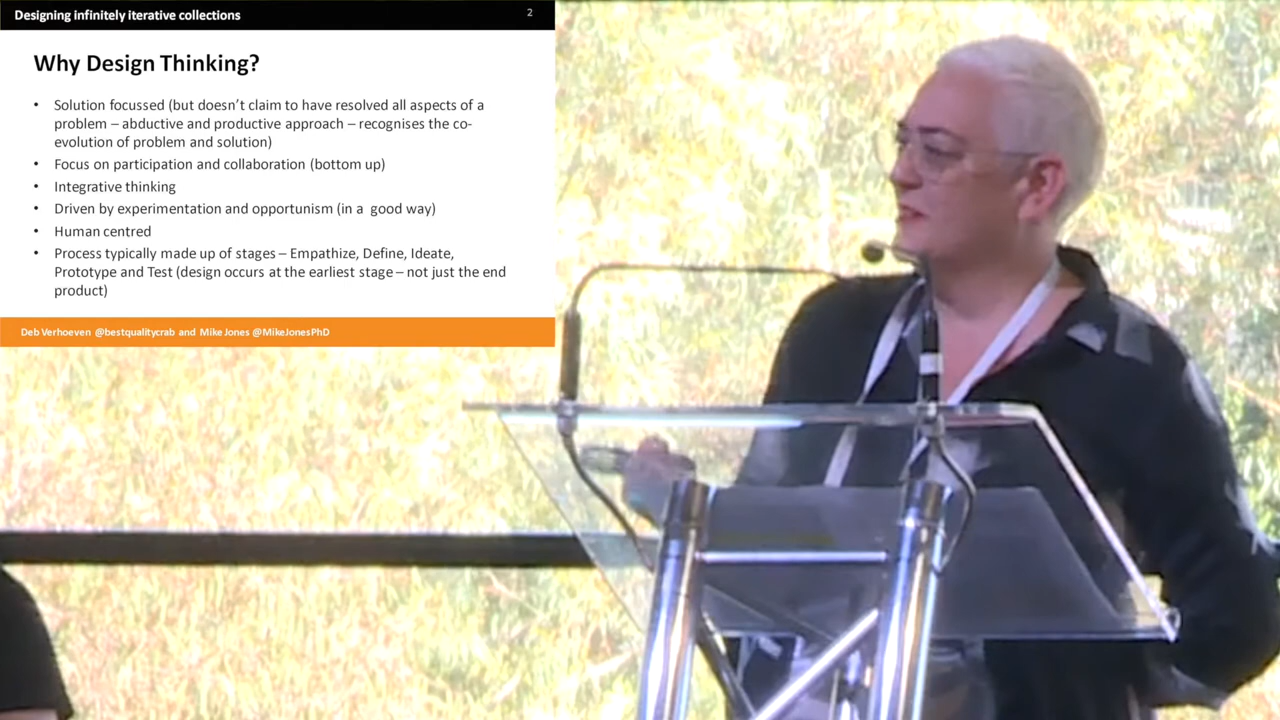 Designing infinitely iterative collections
2
Why Design Thinking?
• Solution focussed (but doesn't claim to have resolved all aspects of a
problem – abductive and productive approach – recognises the co-
evolution of problem and solution)
• Focus on participation and collaboration (bottom up)
• Integrative thinking
• Driven by experimentation and opportunism (in a good way)
• Human centred
• Process typically made up of stages – Empathize, Define, Ideate,
Prototype and Test (design occurs at the earliest stage – not just the end
product)
Deb Verhoeven @bestqualitycrab and Mike Jones @MikeJonesPhD